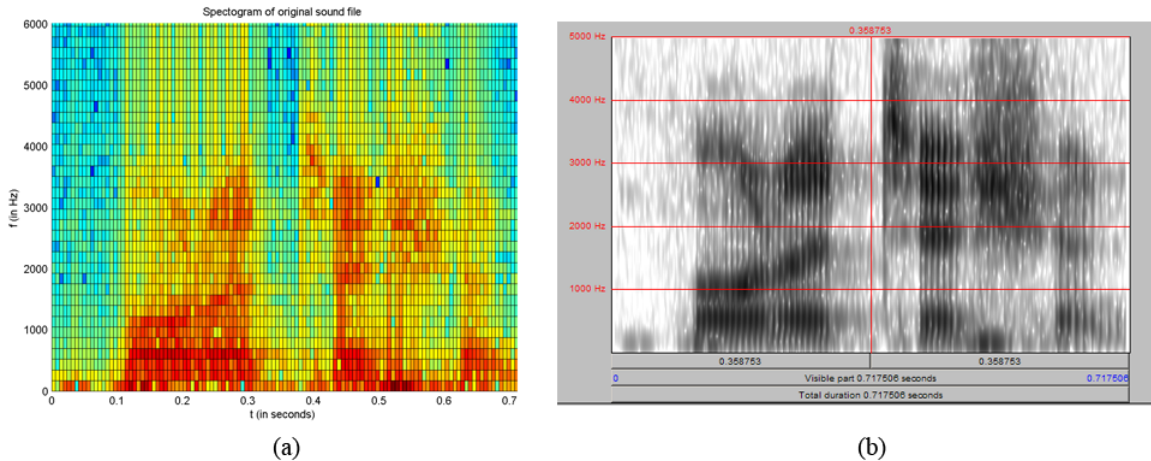 Spectogram of original sound file
6000
5000
4000
3000
2000
1000
0
f (in Hz)
0
0.1
0.2
0.3
0.4
0.5
0.6
0.7
t (in seconds)
(a)
0.358753
5000 Hz
4000 Hz
3000 Hz
2000 Hz
1000 Hz
0.358753
0.358753
0
Visible part 0.717506 seconds
0.717506
Total duration 0.717506 seconds
(b)